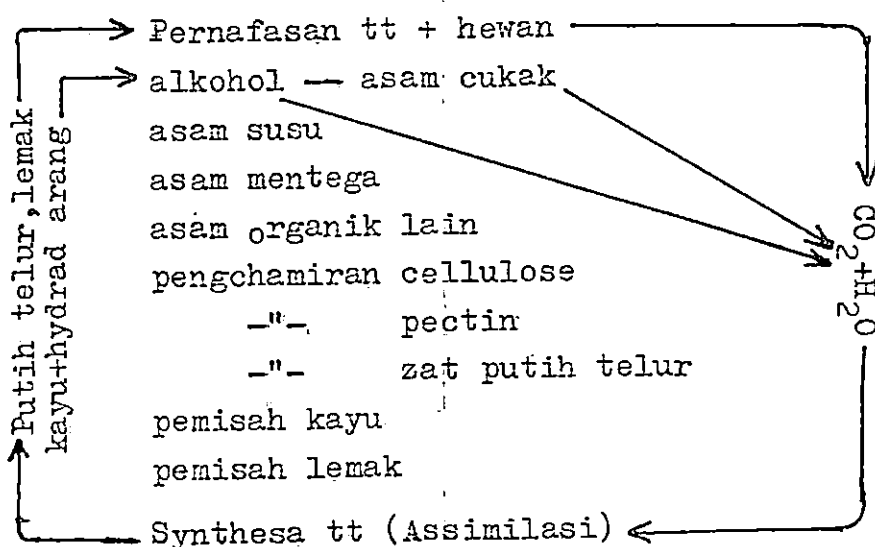 Pernafasan tt + hewan
alkohol — asam cukak
asam susu
asam mentega
asam organik lain
pengchamiran cellulose
-"- pectin
-"- zat putih telur
pemisah kayu
pemisah lemak
Synthesa tt (Assimilasi)
Putih telur, lemak
kayu+hydrad arang
CO2+H2O